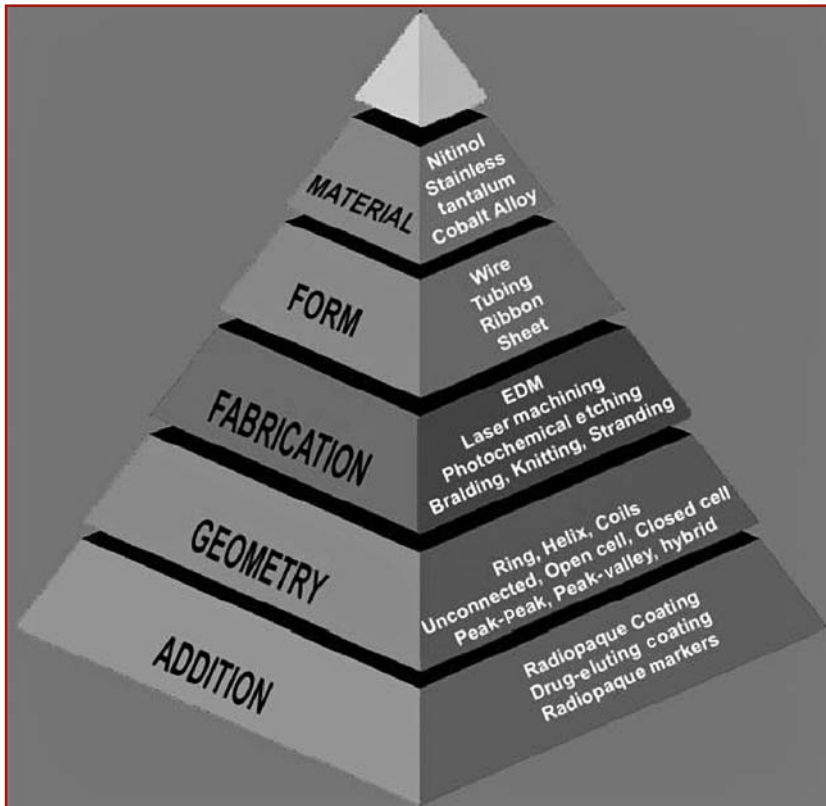 MATERIAL
Nitinol
Stainless
tantalum
Cobalt Alloy
FORM
Wire
Tubing
Ribbon
Sheet
FABRICATION
EDM
Laser machining
Photochemical etching
Bralding, Knitting, Stranding
GEOMETRY
Ring, Helix, Coils
Unconnected, Open cell, Closed cell
Peak-peak, Peak-valley, hybrid
ADDITION
Radiopaque Coating
Drug-eluting coating
Radiopaque markers